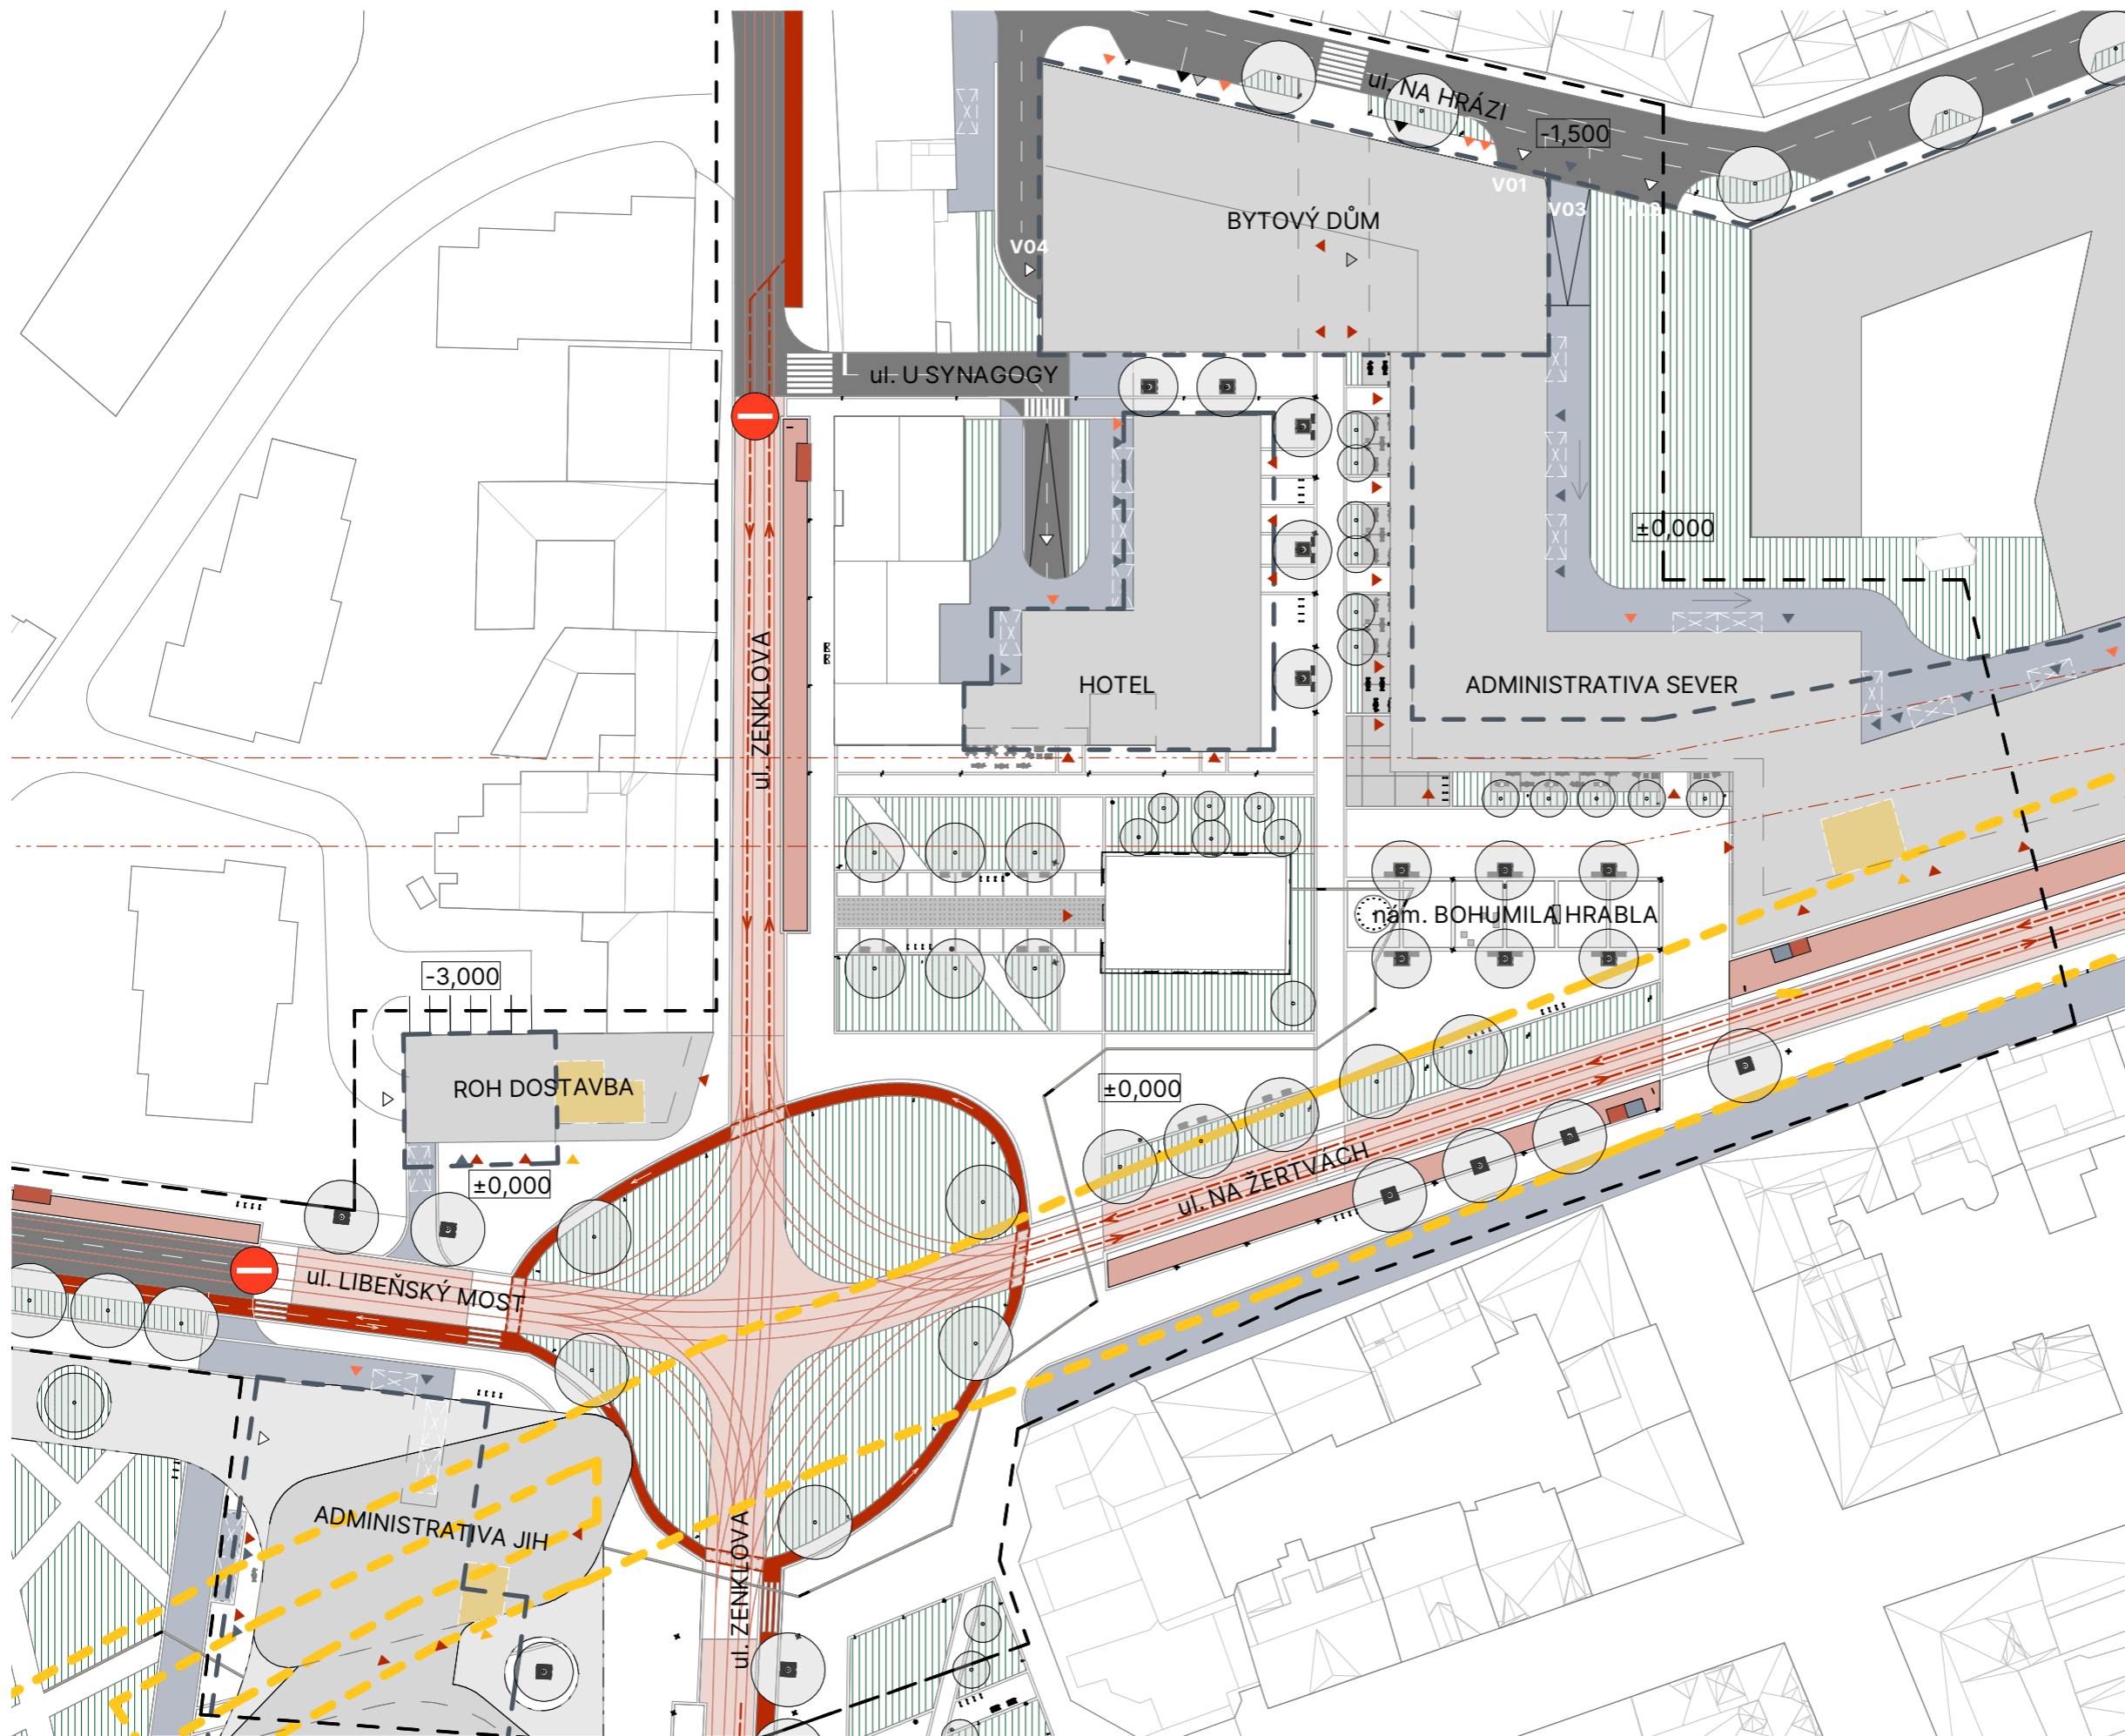 ul. NA HRÁZI
-1,500
V01
V03
BYTOVÝ DŮM
V04
ul. U SYNAGOGY
±0,000
ul. ZENKLOVA
HOTEL
ADMINISTRATIVA SEVER
nám. BOHUMILA HRABLA
-3,000
ROH DOSTAVBA
±0,000
±0,000
ul. NA ŽERTVÁCH
ul. LIBEŇSKÝ MOST
ADMINISTRATIVA JIH
ul. ZENKLOVA